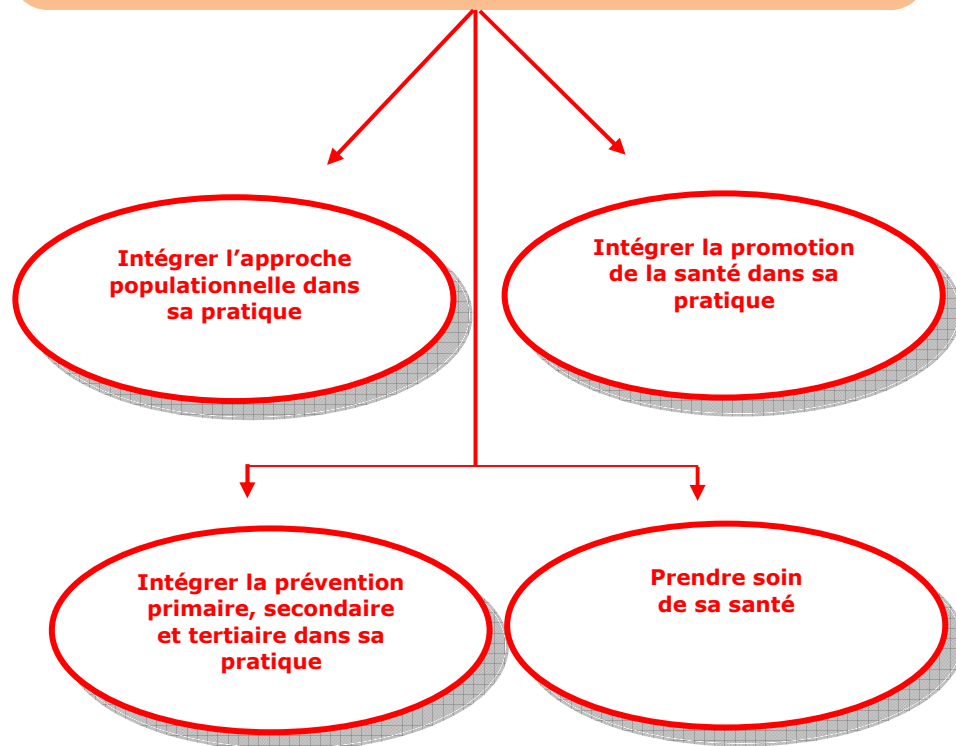 Intégrer l’approche
populationnelle dans
sa pratique
Intégrer la promotion
de la santé dans sa
pratique
Intégrer la prévention
primaire, secondaire
et tertiaire dans sa
pratique
Prendre soin
de sa santé